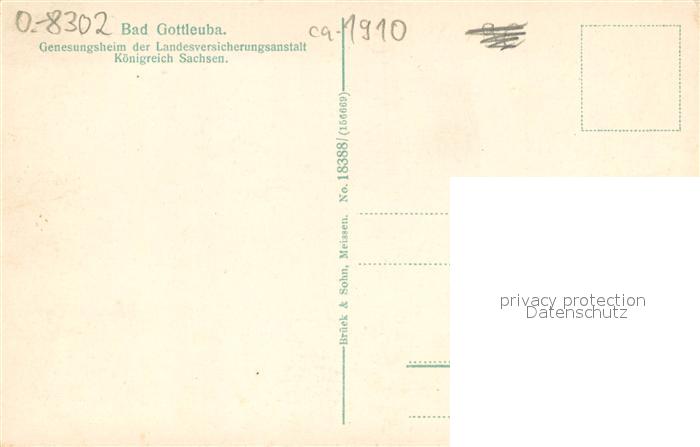 O-8302
Bad Gottleuba.
Genesungsheim der Landesversicherungsanstalt
Königreich Sachsen.
ca. 1910
Brück & Sohn, Meissen. No. 18388/(156669)
privacy protection
Datenschutz